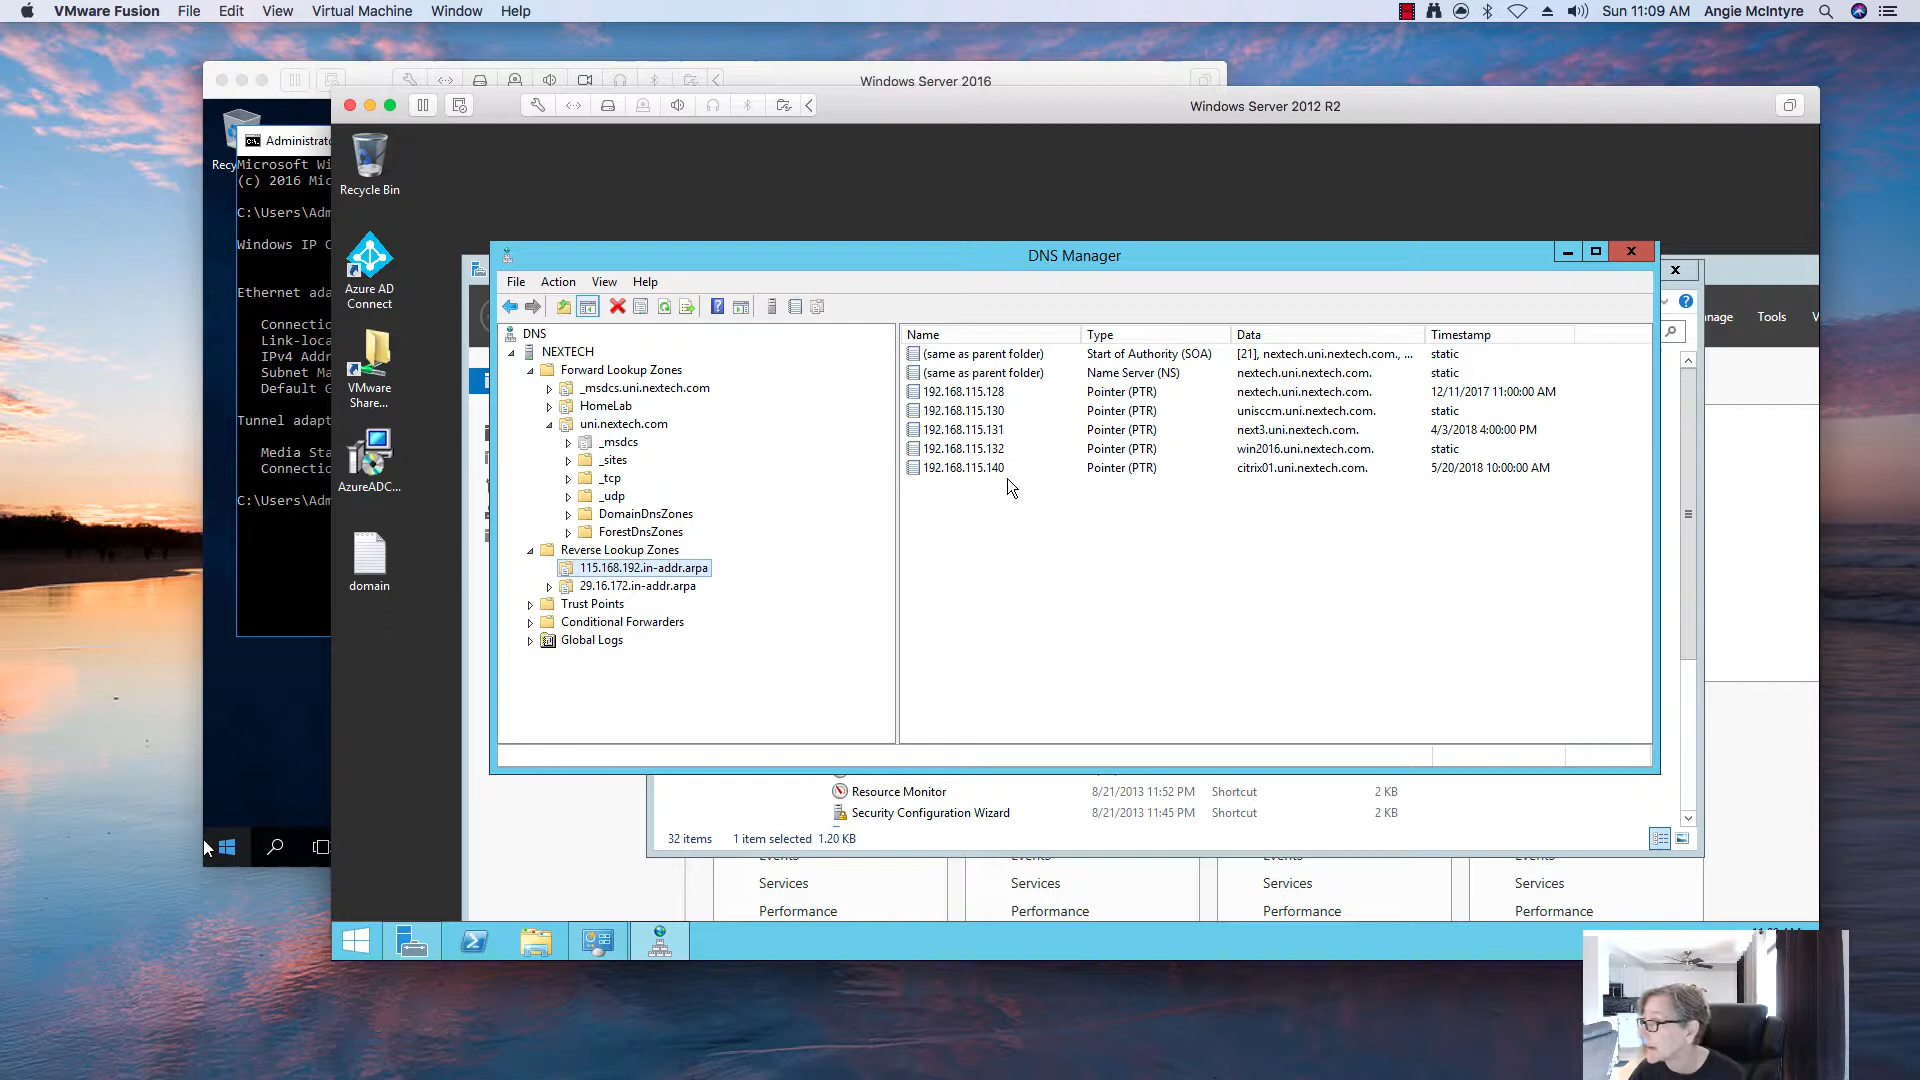 VMware Fusion File Edit View Virtual Machine Window Help Sun 11:09 AM Angie McIntyre
Windows Server 2016
Windows Server 2012 R2
Recycle Bin
Administrato
Microsoft Wi
(c) 2016 Mic
C:\Users\Adm
Windows IP C
Ethernet ada
Connectio
Link-loca
IPv4 Addr
Subnet Ma
Default G
Tunnel adapt
Media Sta
Connectio
C:\Users\Adm
Azure AD
Connect
VMware
Share...
AzureADC...
domain
DNS Manager
File Action View Help
DNS
NEXTECH
Forward Lookup Zones
_msdcs.uni.nextech.com
HomeLab
uni.nextech.com
_msdcs
_sites
_tcp
_udp
DomainDnsZones
ForestDnsZones
Reverse Lookup Zones
115.168.192.in-addr.arpa
29.16.172.in-addr.arpa
Trust Points
Conditional Forwarders
Global Logs
Name Type Data Timestamp
(same as parent folder) Start of Authority (SOA) [21], nextech.uni.nextech.com., ... static
(same as parent folder) Name Server (NS) nextech.uni.nextech.com. static
192.168.115.128 Pointer (PTR) nextech.uni.nextech.com. 12/11/2017 11:00:00 AM
192.168.115.130 Pointer (PTR) unisccm.uni.nextech.com. static
192.168.115.131 Pointer (PTR) next3.uni.nextech.com. 4/3/2018 4:00:00 PM
192.168.115.132 Pointer (PTR) win2016.uni.nextech.com. static
192.168.115.140 Pointer (PTR) citrix01.uni.nextech.com. 5/20/2018 10:00:00 AM
nage Tools V
Resource Monitor 8/21/2013 11:52 PM Shortcut 2 KB
Security Configuration Wizard 8/21/2013 11:45 PM Shortcut 2 KB
32 items 1 item selected 1.20 KB
Events Events Events Events
Services Services Services Services
Performance Performance Performance Performance